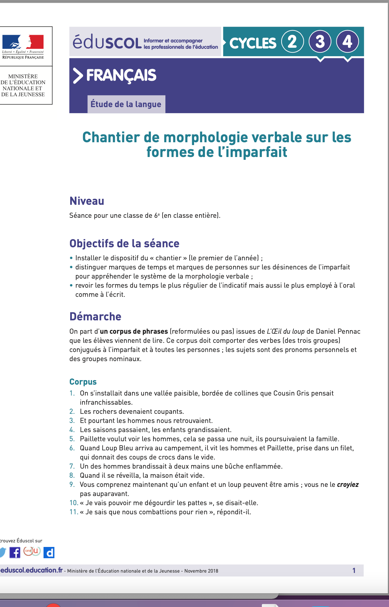 éduscol Informer et accompagner
les professionnels de l'éducation
CYCLES 2 3 4
Liberté • Égalité • Fraternité
RÉPUBLIQUE FRANÇAISE
MINISTÈRE
DE L'ÉDUCATION
NATIONALE ET
DE LA JEUNESSE
FRANÇAIS
Étude de la langue
Chantier de morphologie verbale sur les
formes de l'imparfait
Niveau
Séance pour une classe de 6e (en classe entière).
Objectifs de la séance
• Installer le dispositif du « chantier » (le premier de l'année) ;
• distinguer marques de temps et marques de personnes sur les désinences de l'imparfait
pour appréhender le système de la morphologie verbale ;
• revoir les formes du temps le plus régulier de l'indicatif mais aussi le plus employé à l'oral
comme à l'écrit.
Démarche
On part d'un corpus de phrases (reformulées ou pas) issues de L'Œil du loup de Daniel Pennac
que les élèves viennent de lire. Ce corpus doit comporter des verbes (des trois groupes)
conjugués à l'imparfait et à toutes les personnes ; les sujets sont des pronoms personnels et
des groupes nominaux.
Corpus
1. On s'installait dans une vallée paisible, bordée de collines que Cousin Gris pensait
infranchissables.
2. Les rochers devenaient coupants.
3. Et pourtant les hommes nous retrouvaient.
4. Les saisons passaient, les enfants grandissaient.
5. Paillette voulut voir les hommes, cela se passa une nuit, ils poursuivaient la famille.
6. Quand Loup Bleu arriva au campement, il vit les hommes et Paillette, prise dans un filet,
qui donnait des coups de crocs dans le vide.
7. Un des hommes brandissait à deux mains une bûche enflammée.
8. Quand il se réveilla, la maison était vide.
9. Vous comprenez maintenant qu'un enfant et un loup peuvent être amis ; vous ne le croyiez
pas auparavant.
10. « Je vais pouvoir me dégourdir les pattes », se disait-elle.
11. « Je sais que nous combattions pour rien », répondit-il.
trouvez Éduscol sur
eduscol.education.fr - Ministère de l'Éducation nationale et de la Jeunesse - Novembre 2018
1